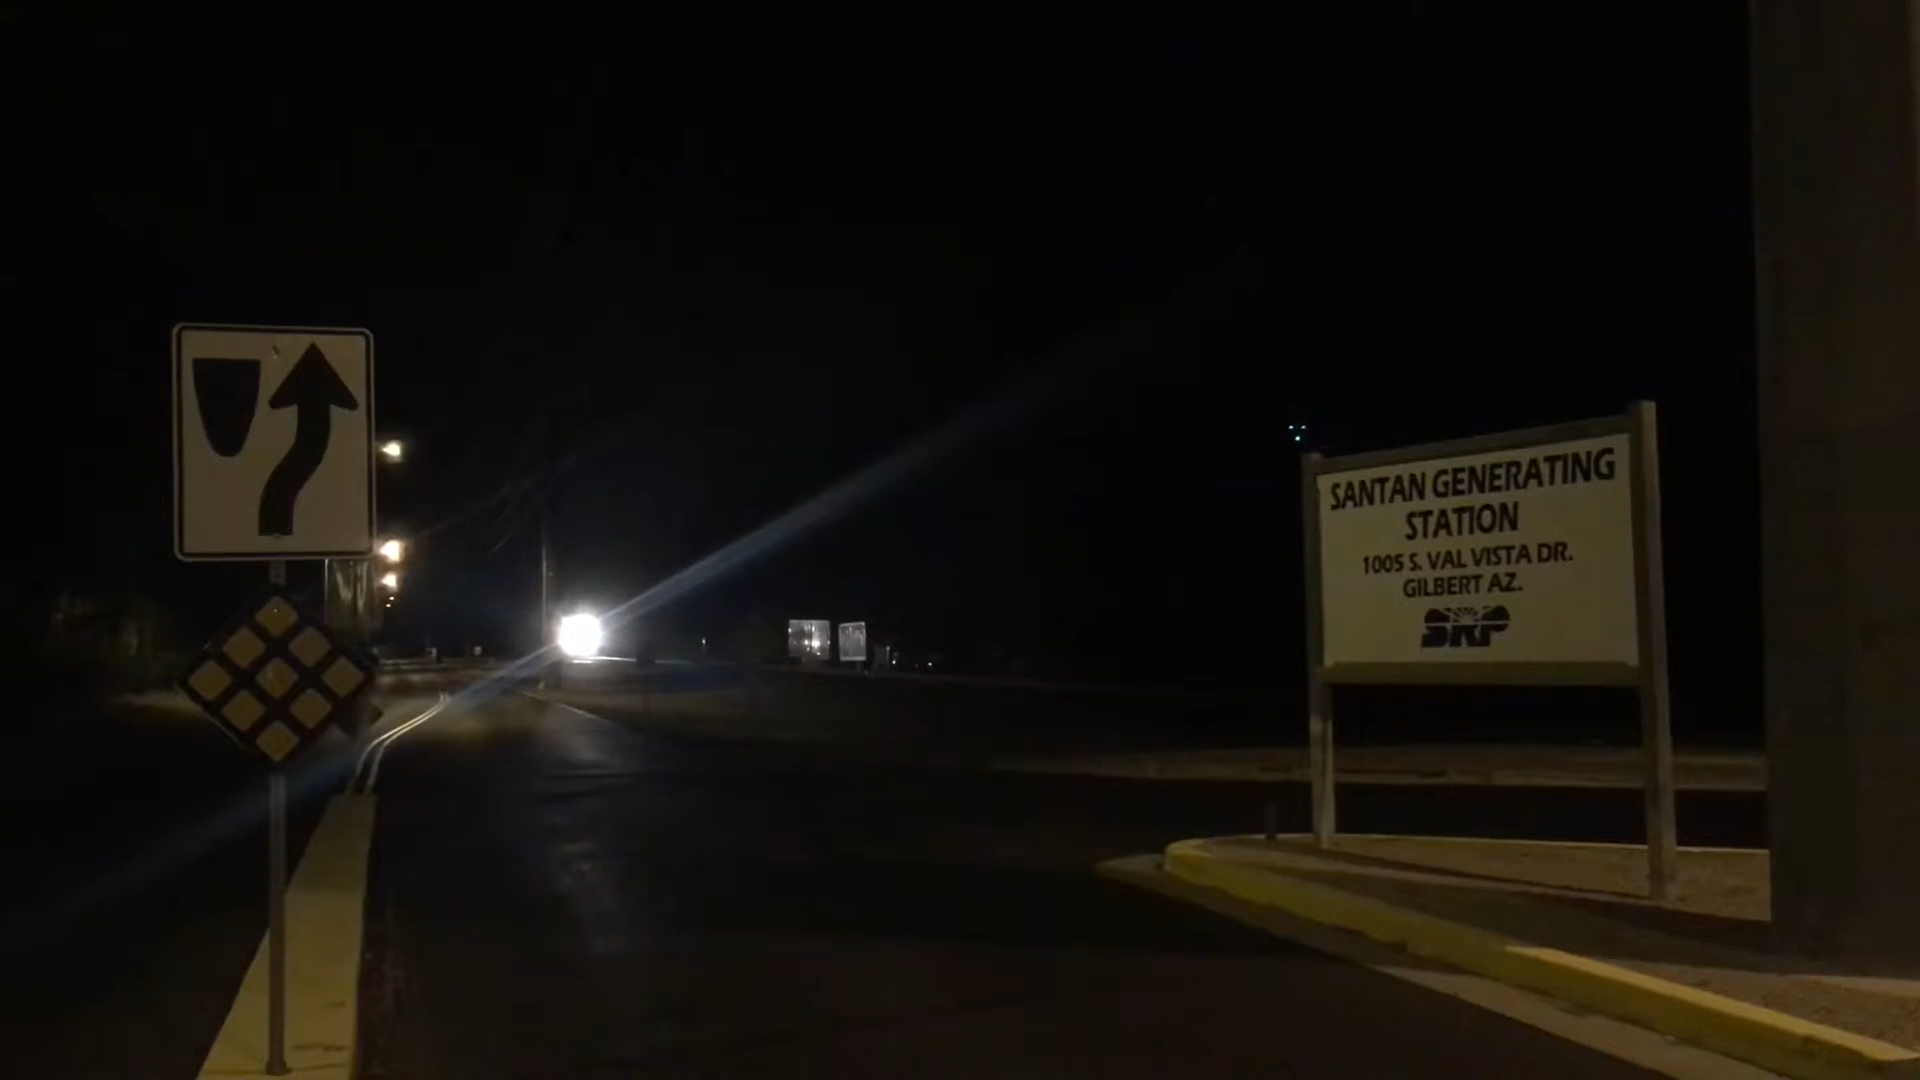 SANTAN GENERATING
STATION
1005 S. VAL VISTA DR.
GILBERT AZ.
SRP